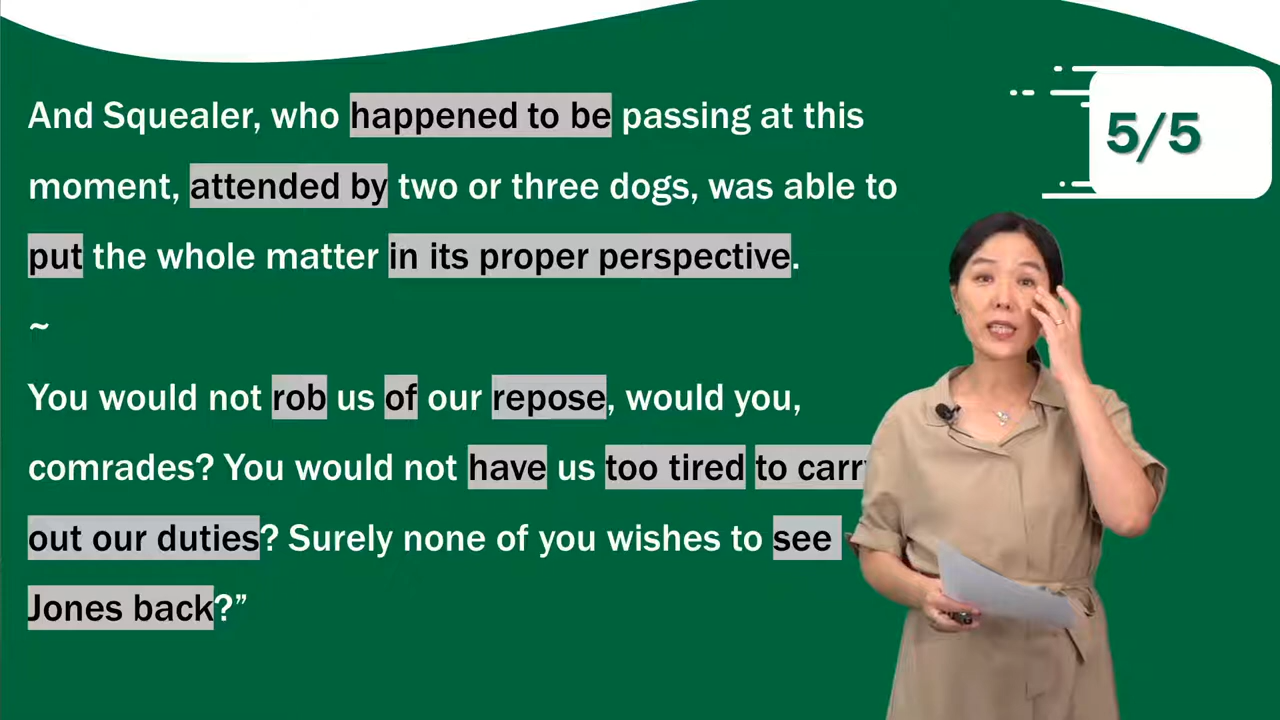 And Squealer, who happened to be passing at this
moment, attended by two or three dogs, was able to
put the whole matter in its proper perspective.
~
You would not rob us of our repose, would you,
comrades? You would not have us too tired to carry
out our duties? Surely none of you wishes to see
Jones back?”
5/5